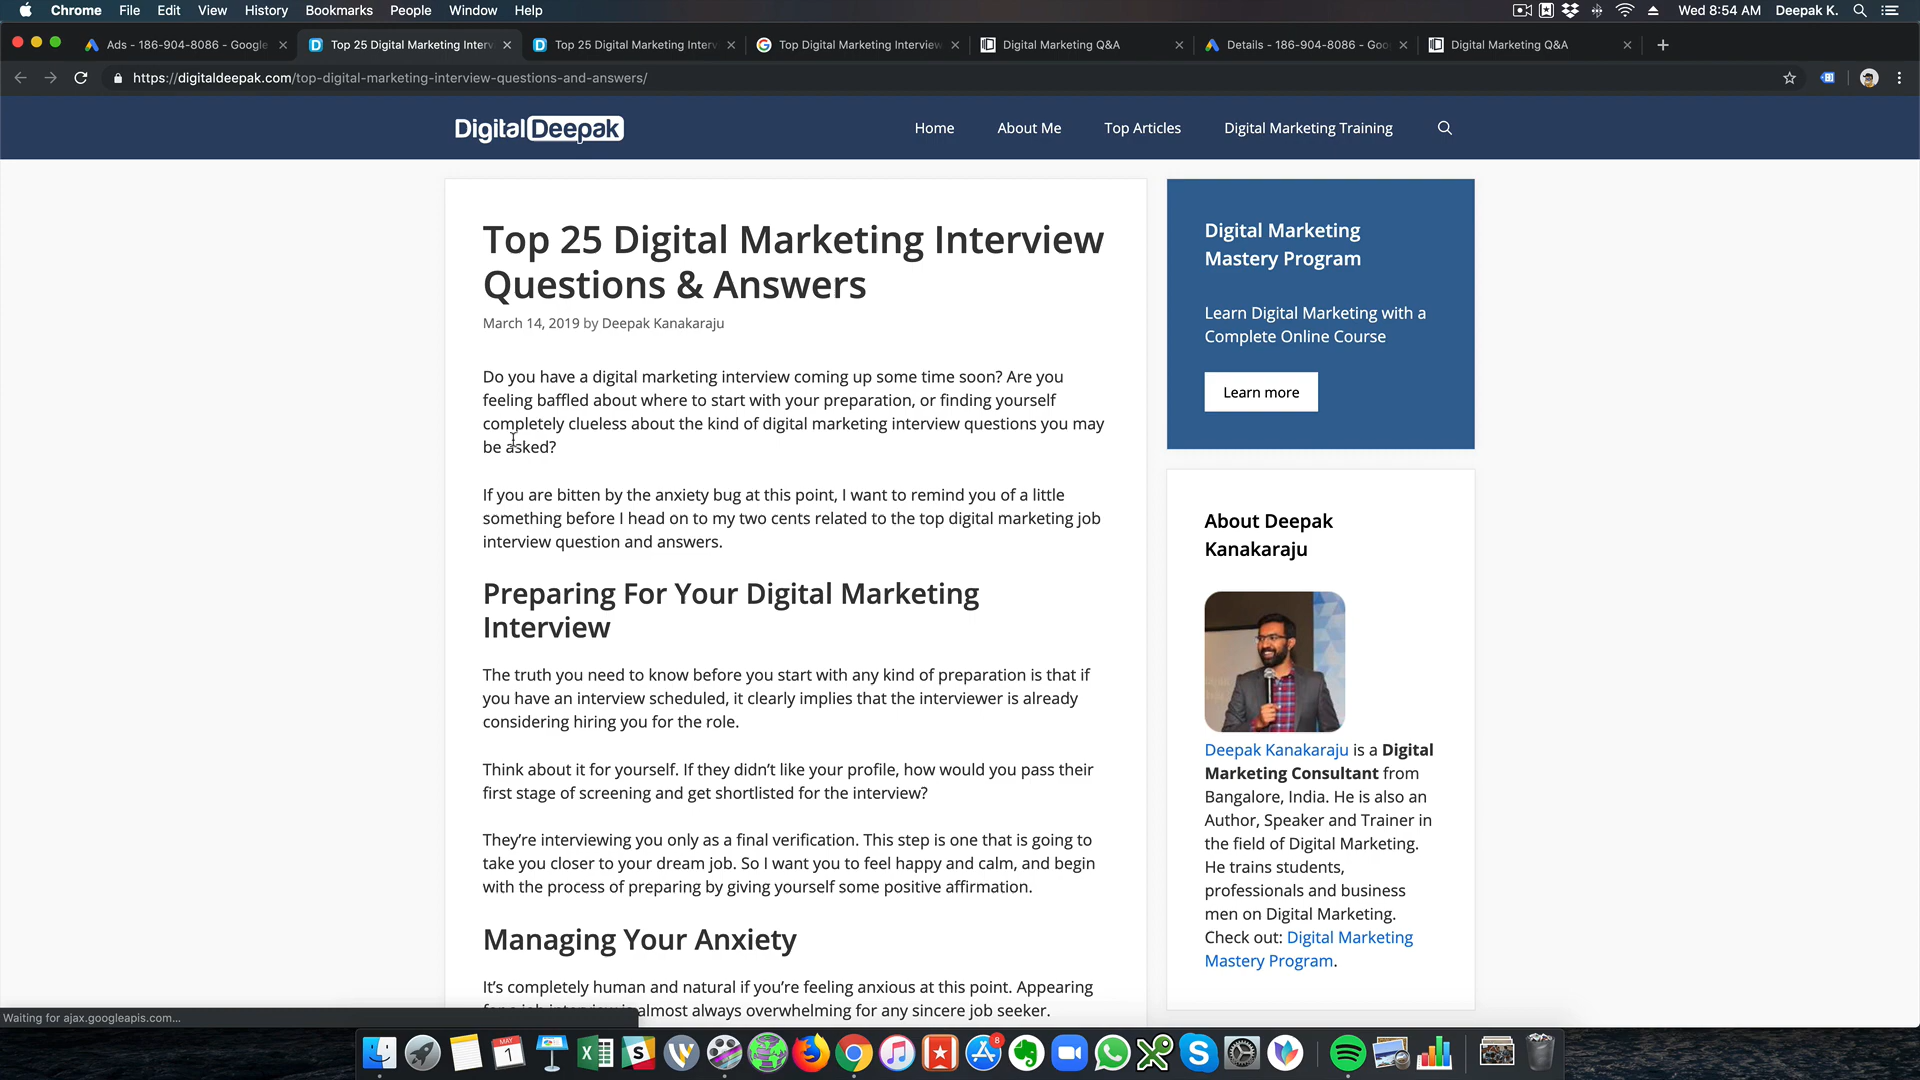 Chrome File Edit View History Bookmarks People Window Help
Wed 8:54 AM Deepak K.
Ads - 186-904-8086 - Google
Top 25 Digital Marketing Interv
Top 25 Digital Marketing Interv
Top Digital Marketing Interview
Digital Marketing Q&A
Details - 186-904-8086 - Goo
Digital Marketing Q&A
https://digitaldeepak.com/top-digital-marketing-interview-questions-and-answers/
DigitalDeepak
Home About Me Top Articles Digital Marketing Training
Top 25 Digital Marketing Interview
Questions & Answers
March 14, 2019 by Deepak Kanakaraju
Do you have a digital marketing interview coming up some time soon? Are you
feeling baffled about where to start with your preparation, or finding yourself
completely clueless about the kind of digital marketing interview questions you may
be asked?
If you are bitten by the anxiety bug at this point, I want to remind you of a little
something before I head on to my two cents related to the top digital marketing job
interview question and answers.
Preparing For Your Digital Marketing
Interview
The truth you need to know before you start with any kind of preparation is that if
you have an interview scheduled, it clearly implies that the interviewer is already
considering hiring you for the role.
Think about it for yourself. If they didn't like your profile, how would you pass their
first stage of screening and get shortlisted for the interview?
They're interviewing you only as a final verification. This step is one that is going to
take you closer to your dream job. So I want you to feel happy and calm, and begin
with the process of preparing by giving yourself some positive affirmation.
Managing Your Anxiety
It's completely human and natural if you're feeling anxious at this point. Appearing
almost always overwhelming for any sincere job seeker.
Digital Marketing
Mastery Program
Learn Digital Marketing with a
Complete Online Course
Learn more
About Deepak
Kanakaraju
Deepak Kanakaraju is a Digital
Marketing Consultant from
Bangalore, India. He is also an
Author, Speaker and Trainer in
the field of Digital Marketing.
He trains students,
professionals and business
men on Digital Marketing.
Check out: Digital Marketing
Mastery Program.
Waiting for ajax.googleapis.com...
MAY
1
8